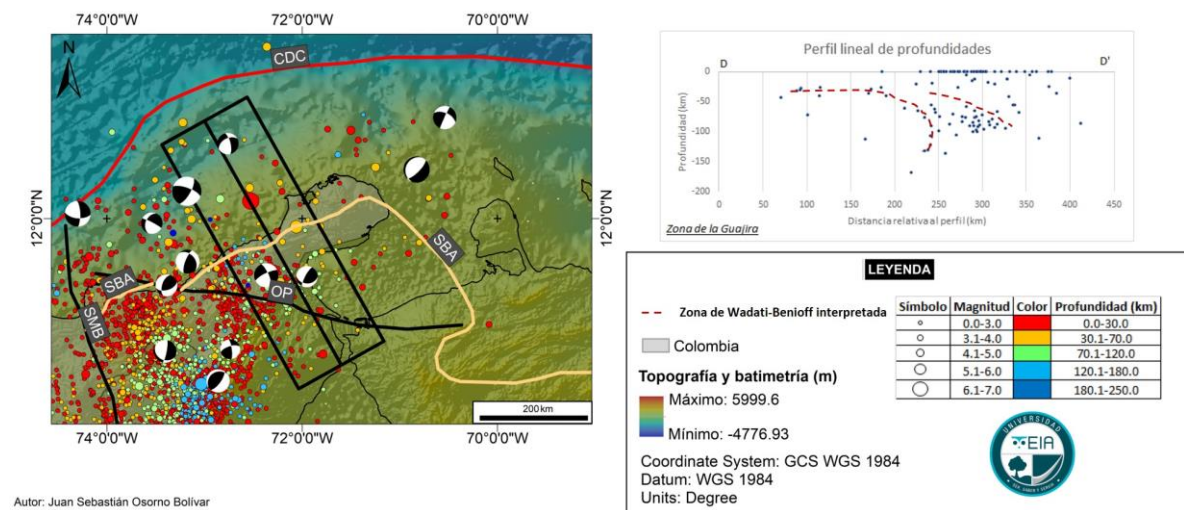 74°0'0"W 72°0'0"W 70°0'0"W
N
CDC
12°0'0"N
12°0'0"N
SBA
SBA
SMB
OP
200 km
74°0'0"W 72°0'0"W 70°0'0"W
Autor: Juan Sebastián Osorno Bolívar
Perfil lineal de profundidades
D D'
Profundidad (km)
0
-50
-100
-150
-200
0 50 100 150 200 250 300 350 400 450
Distancia relativa al perfil (km)
Zona de la Guajira
LEYENDA
Zona de Wadati-Benioff interpretada
Colombia
Topografía y batimetría (m)
Máximo: 5999.6
Mínimo: -4776.93
Coordinate System: GCS WGS 1984
Datum: WGS 1984
Units: Degree
Símbolo Magnitud Color Profundidad (km)
0.0-3.0 0.0-30.0
3.1-4.0 30.1-70.0
4.1-5.0 70.1-120.0
5.1-6.0 120.1-180.0
6.1-7.0 180.1-250.0
UNIVERSIDAD
EIA
SER, SABER Y SERVIR